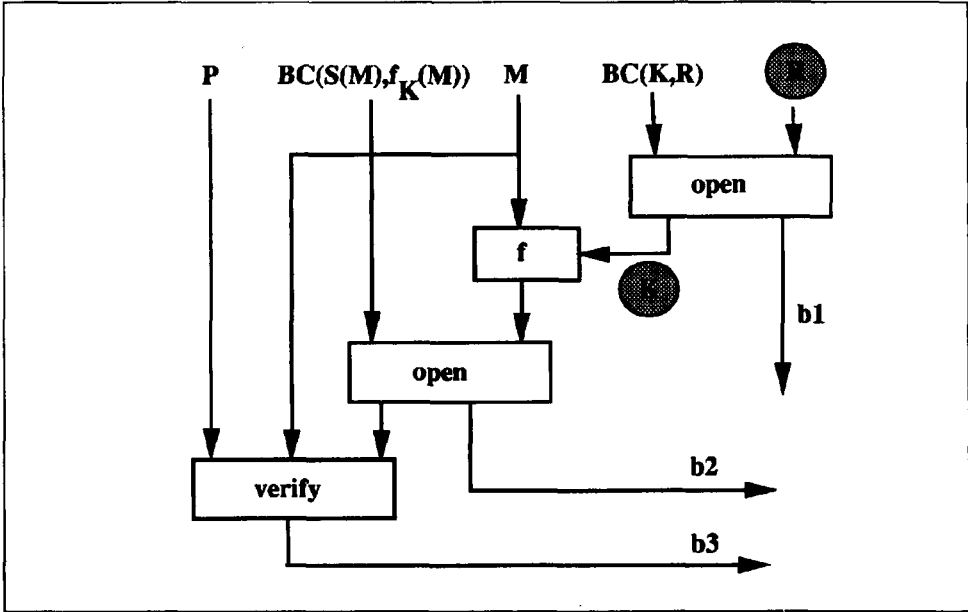 P BC(S(M),f_K(M)) M BC(K,R) R
open
f
K
b1
open
b2
verify
b3